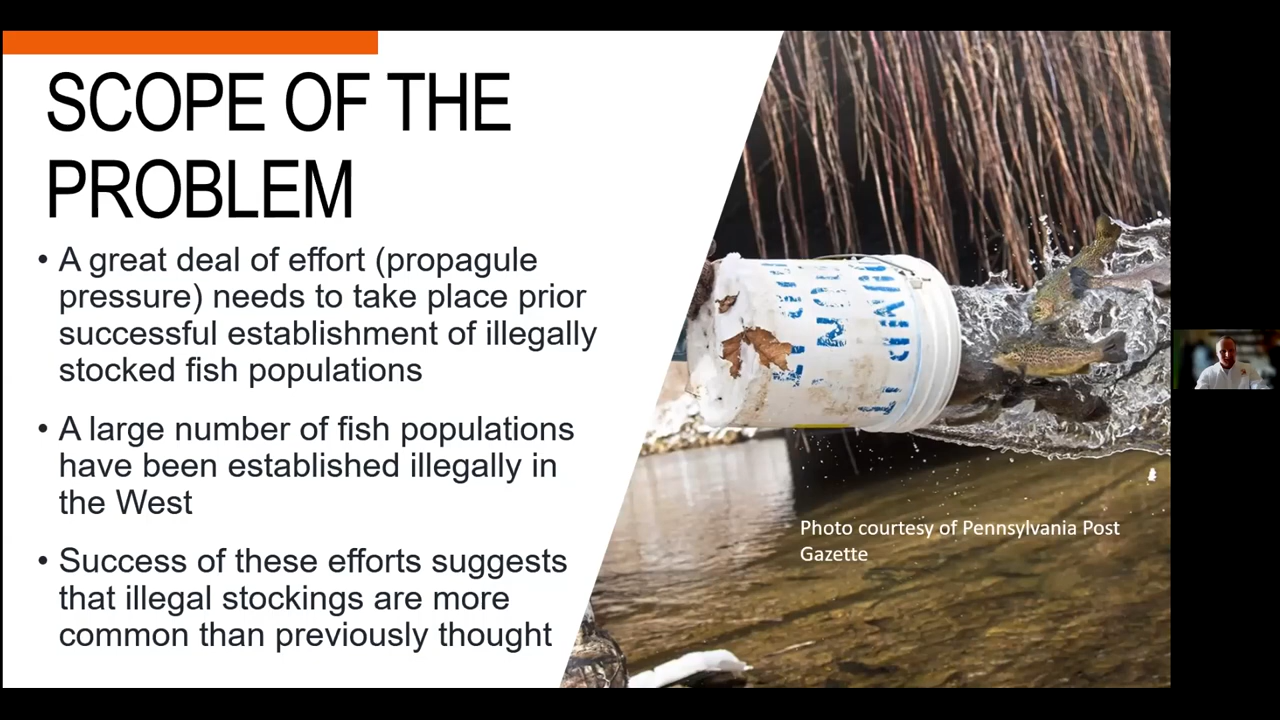 SCOPE OF THE
PROBLEM
• A great deal of effort (propagule
pressure) needs to take place prior
successful establishment of illegally
stocked fish populations
• A large number of fish populations
have been established illegally in
the West
• Success of these efforts suggests
that illegal stockings are more
common than previously thought
Photo courtesy of Pennsylvania Post
Gazette